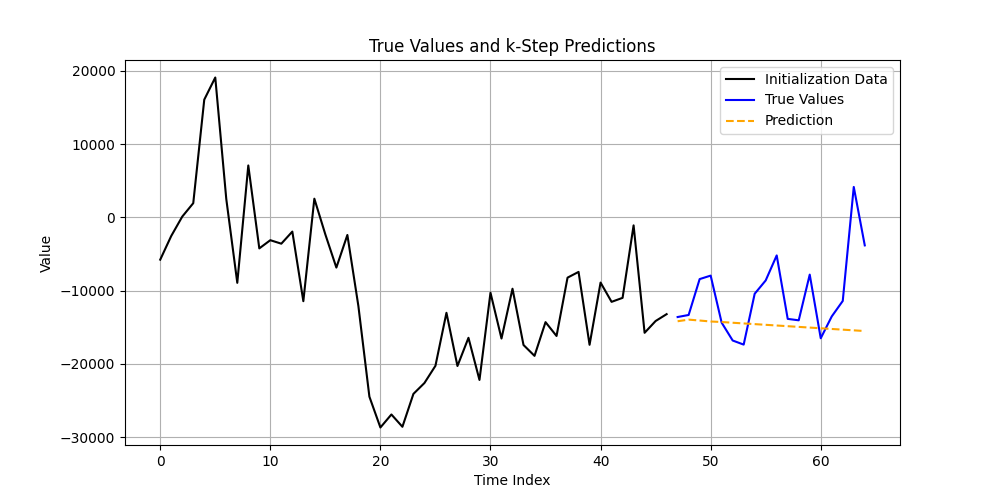 True Values and k-Step Predictions
Initialization Data
True Values
Prediction
20000
10000
0
−10000
−20000
−30000
Value
0 10 20 30 40 50 60
Time Index